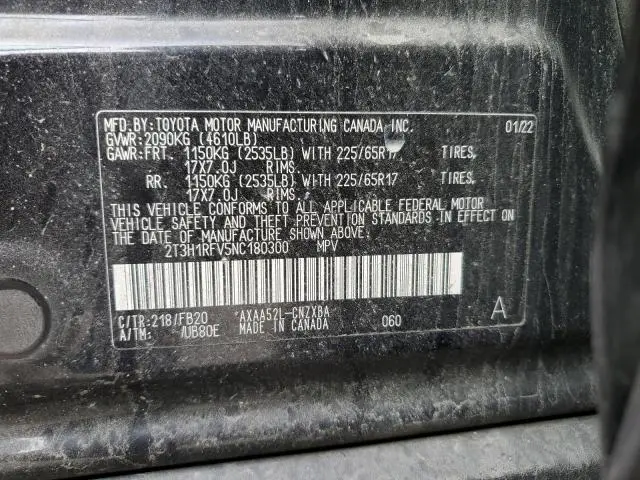 MFD.BY:TOYOTA MOTOR MANUFACTURING CANADA, INC. 01/22
GVWR:2090KG (4610LB)
GAWR:FRT. 1150KG (2535LB) WITH 225/65R17 TIRES,
17X7.0J RIMS,
RR. 1150KG (2535LB) WITH 225/65R17 TIRES,
17X7.0J RIMS,
THIS VEHICLE CONFORMS TO ALL APPLICABLE FEDERAL MOTOR
VEHICLE SAFETY AND THEFT PREVENTION STANDARDS IN EFFECT ON
THE DATE OF MANUFACTURE SHOWN ABOVE.
2T3H1RFV5NC180300 MPV
C/TR:218/FB20 *AXAA52L-CNZXBA
A/TM: /UB80E MADE IN CANADA 060 A